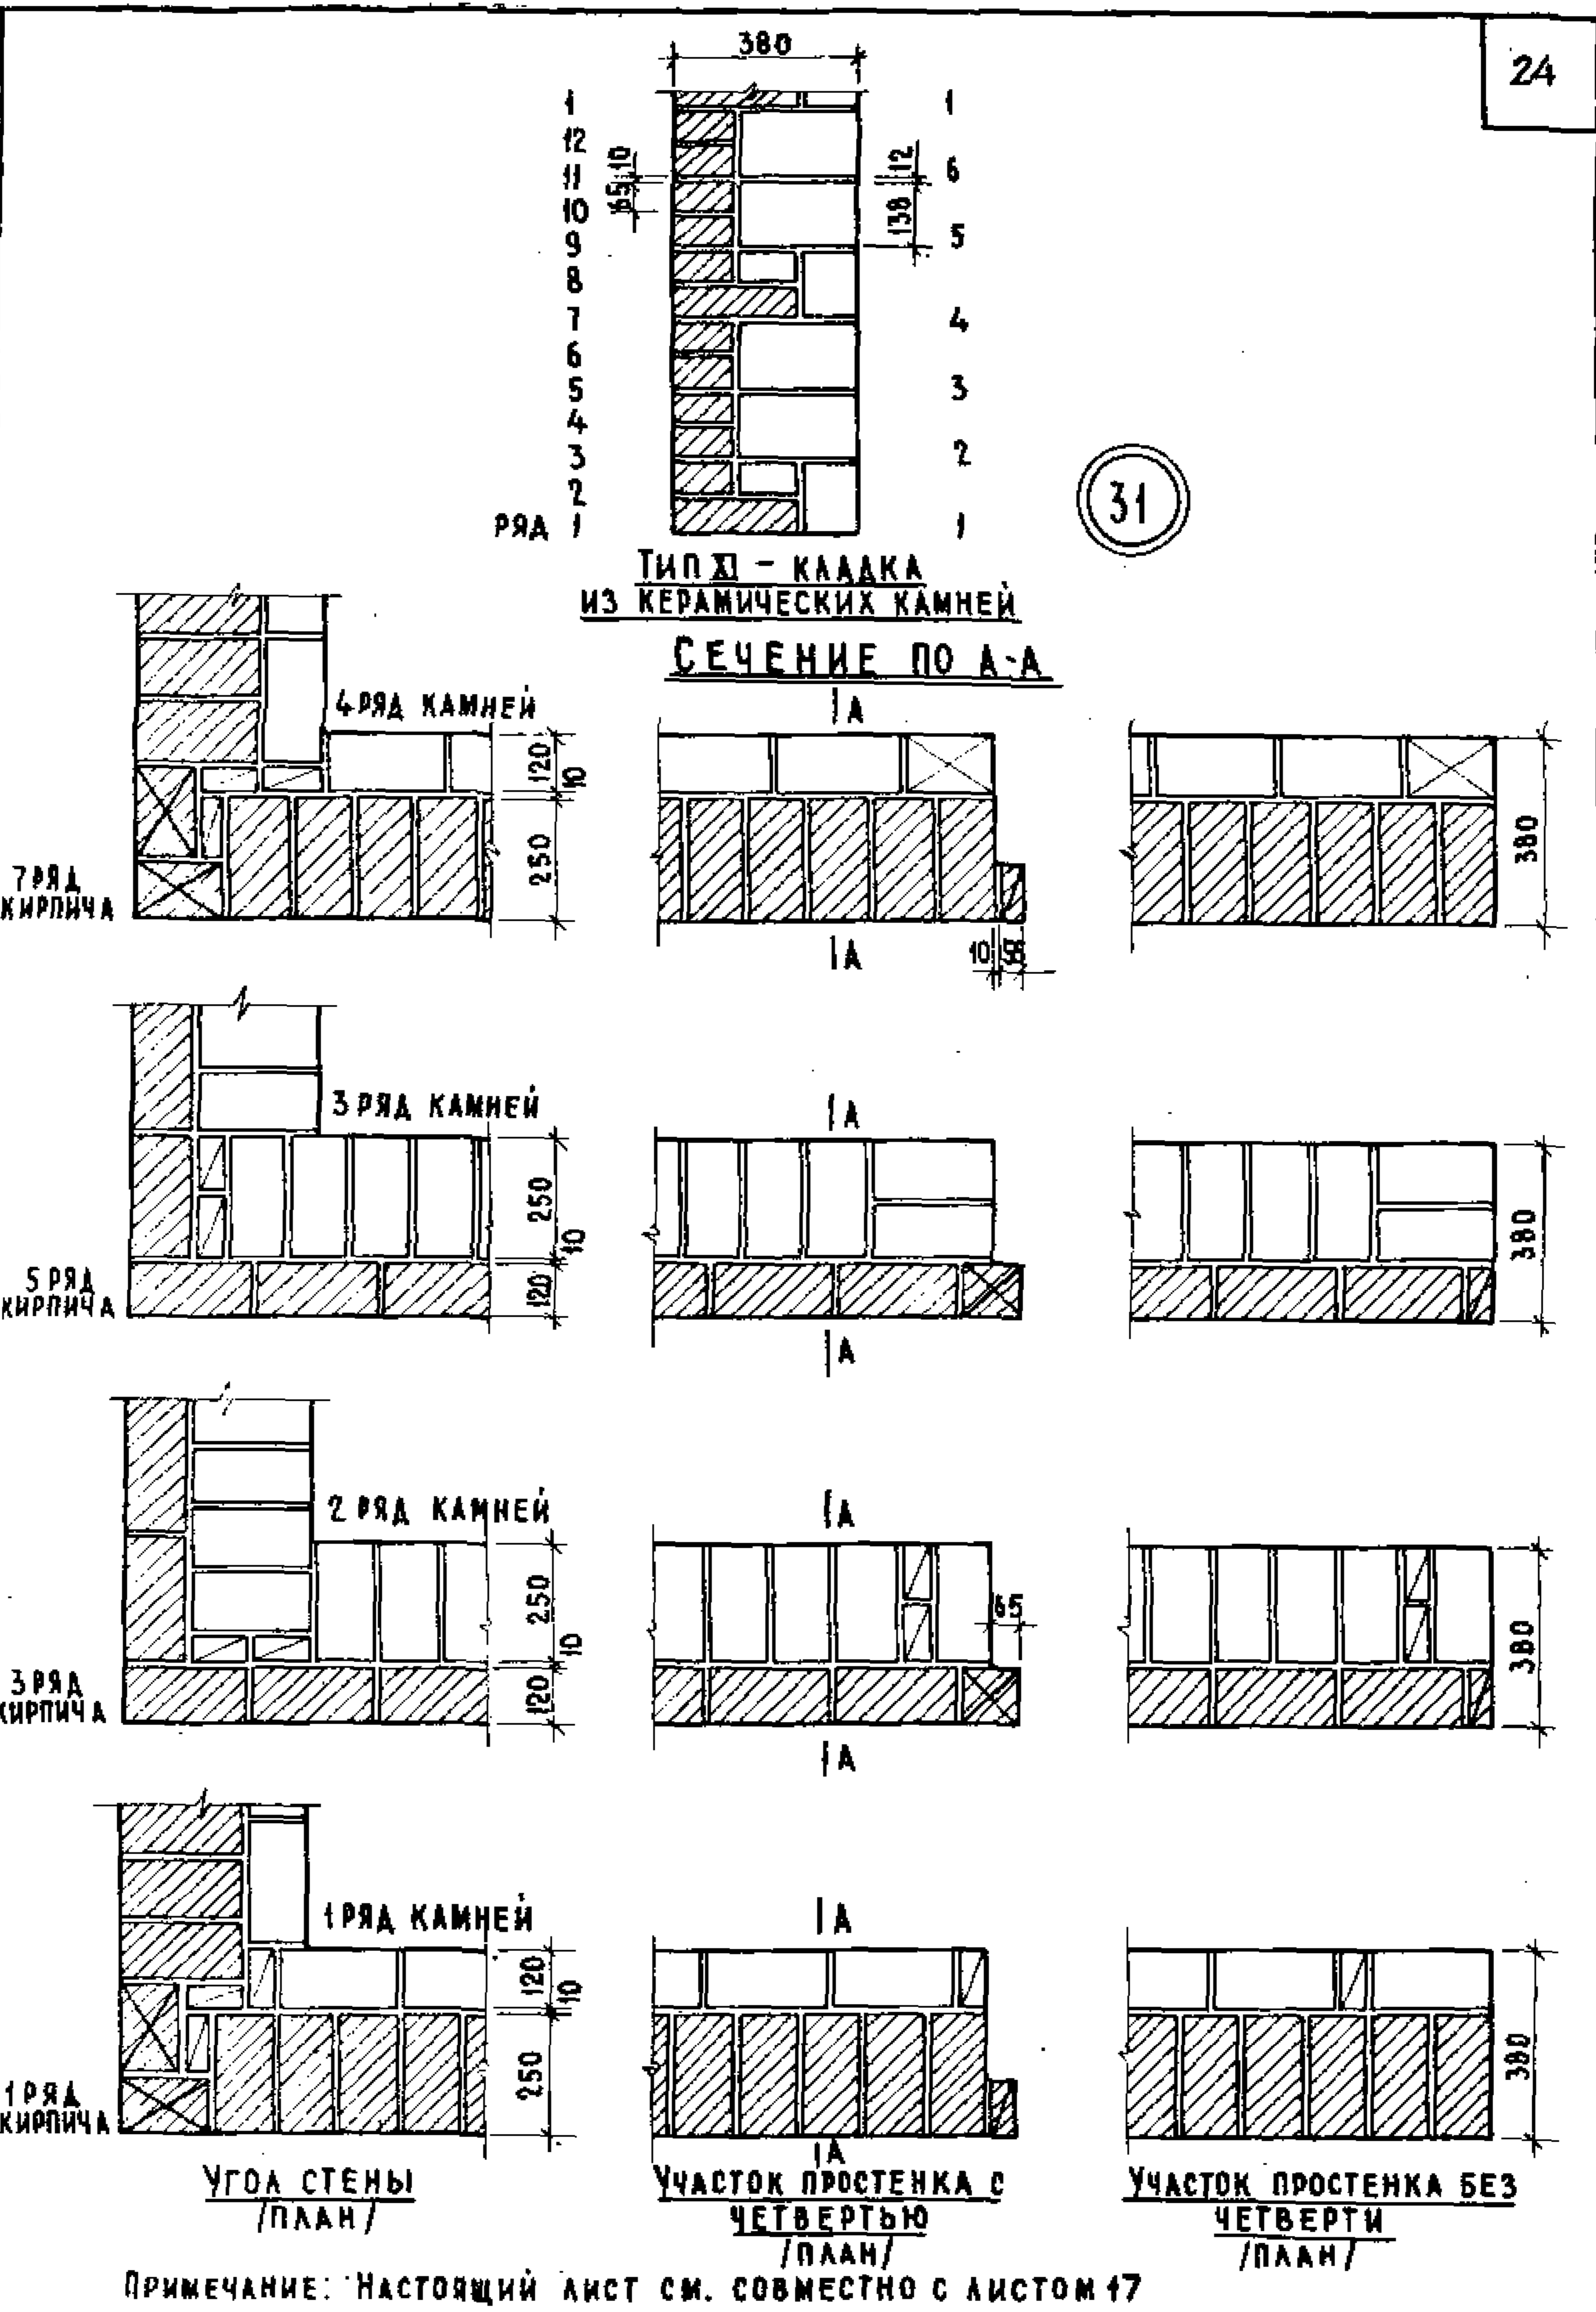 24
380
1 1
12
11 65 10 12 6
10 138
9 5
8
7 4
6
5 3
4
3 2
2
РЯД 1 1
31
ТИП XI - КЛАДКА
ИЗ КЕРАМИЧЕСКИХ КАМНЕЙ
СЕЧЕНИЕ ПО А-А
4 РЯД КАМНЕЙ
А
120
10
250
380
7 РЯД
КИРПИЧА
А
10 55
3 РЯД КАМНЕЙ
А
250
10
120
380
5 РЯД
КИРПИЧА
А
2 РЯД КАМНЕЙ
А
250
10
120
65
380
3 РЯД
КИРПИЧА
А
1 РЯД КАМНЕЙ
А
120
10
250
380
1 РЯД
КИРПИЧА
А
УГОЛ СТЕНЫ
/ПЛАН/
УЧАСТОК ПРОСТЕНКА С
ЧЕТВЕРТЬЮ
/ПЛАН/
УЧАСТОК ПРОСТЕНКА БЕЗ
ЧЕТВЕРТИ
/ПЛАН/
ПРИМЕЧАНИЕ: НАСТОЯЩИЙ ЛИСТ СМ. СОВМЕСТНО С ЛИСТОМ 17